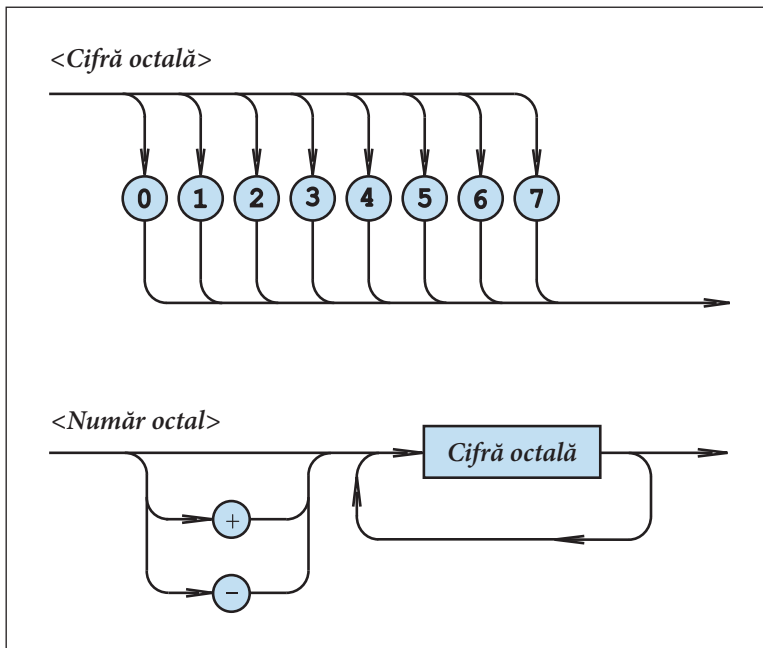 <Cifră octală>
0 1 2 3 4 5 6 7
<Număr octal>
Cifră octală
+
−